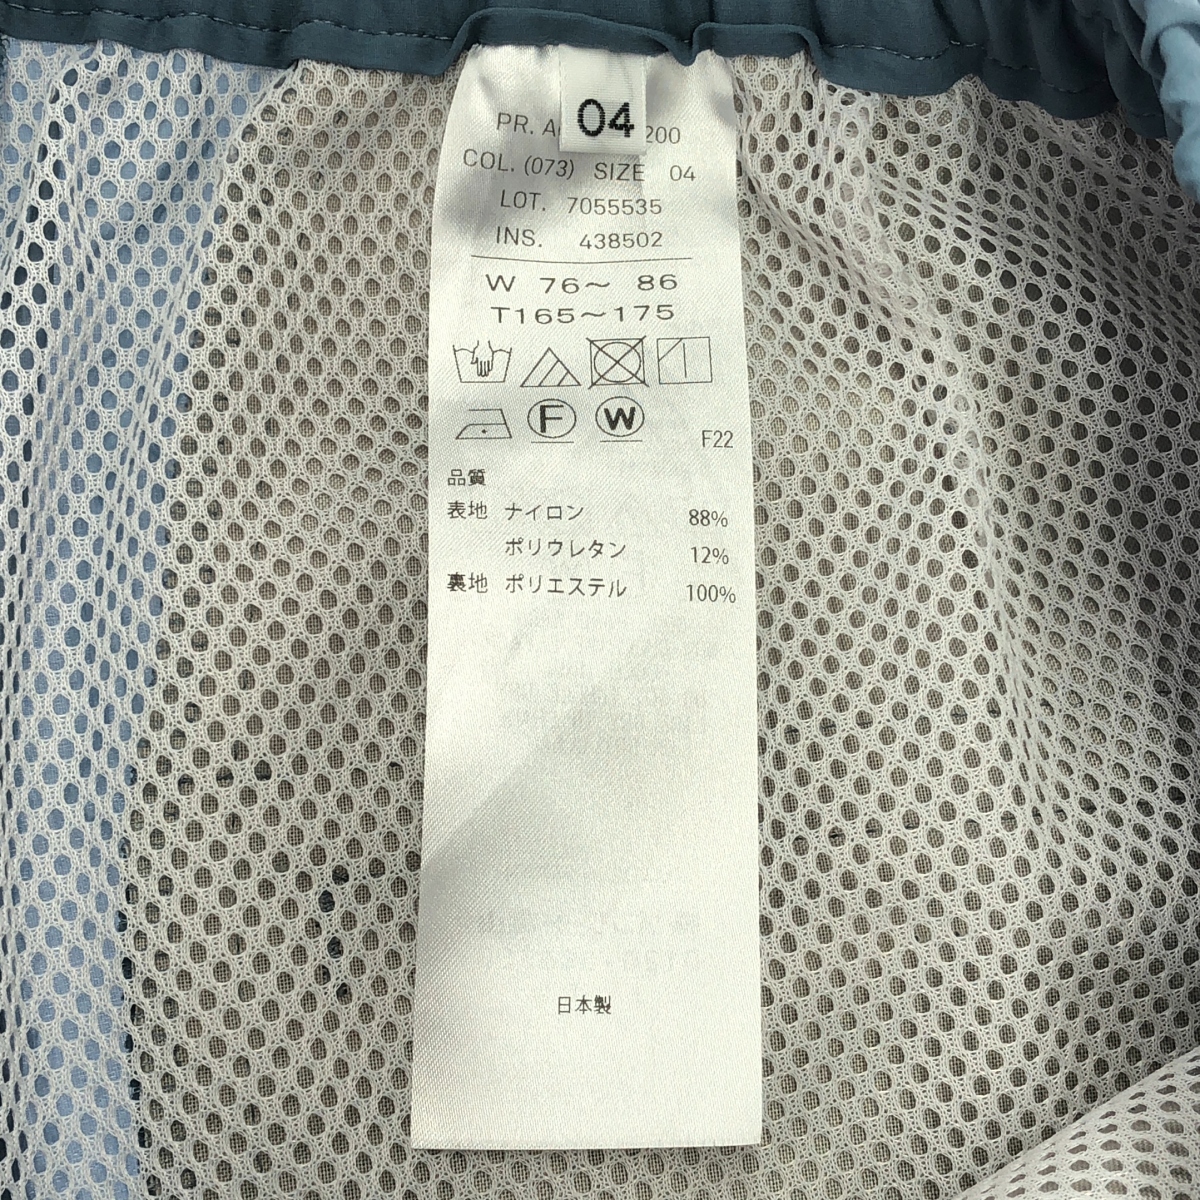 04
PR. 200
COL. (073) SIZE 04
LOT. 7055535
INS. 438502
W 76～ 86
T165～175
F W
F22
品質
表地 ナイロン 88%
ポリウレタン 12%
裏地 ポリエステル 100%
日本製